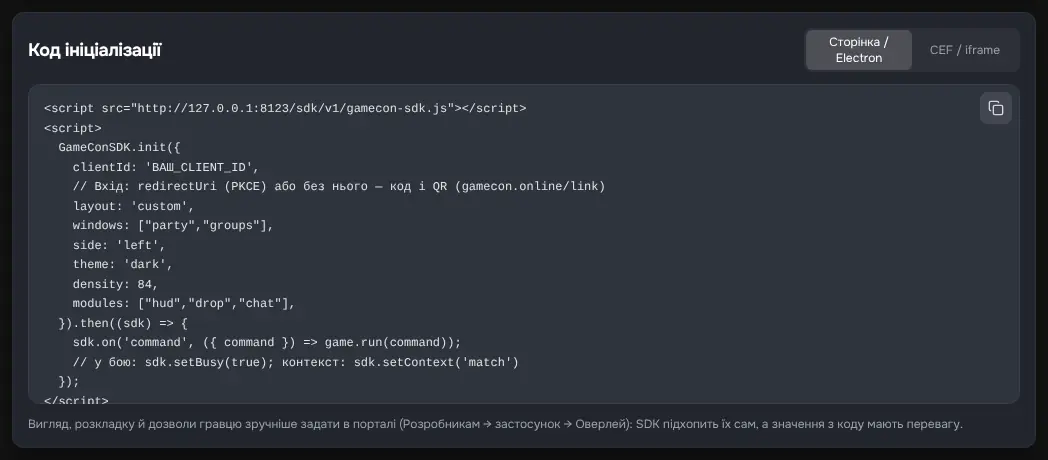 Код ініціалізації
Сторінка /
Electron
CEF / iframe
<script src="http://127.0.0.1:8123/sdk/v1/gamecon-sdk.js"></script>
<script>
  GameConSDK.init({
    clientId: 'ВАШ_CLIENT_ID',
    // Вхід: redirectUri (PKCE) або без нього — код і QR (gamecon.online/link)
    layout: 'custom',
    windows: ["party","groups"],
    side: 'left',
    theme: 'dark',
    density: 84,
    modules: ["hud","drop","chat"],
  }).then((sdk) => {
    sdk.on('command', ({ command }) => game.run(command));
    // у бою: sdk.setBusy(true); контекст: sdk.setContext('match')
  });
</script>
Вигляд, розкладку й дозволи гравцю зручніше задати в порталі (Розробникам → застосунок → Оверлей): SDK підхопить їх сам, а значення з коду мають перевагу.